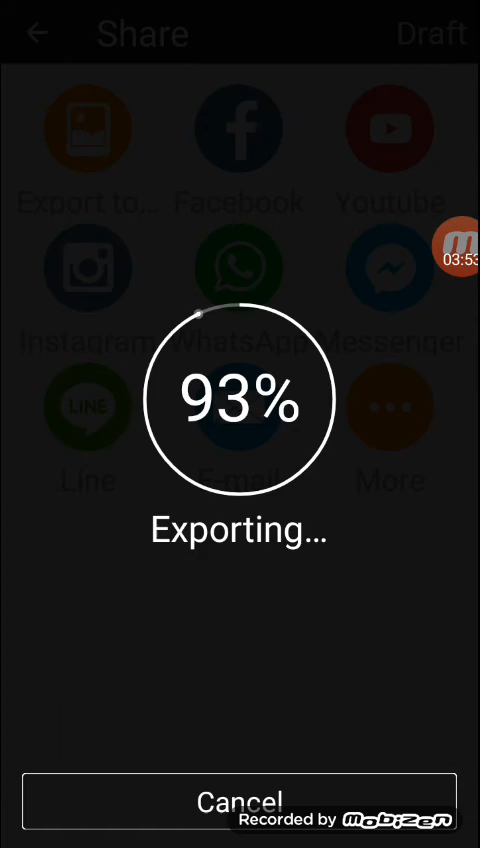 Share
Draft
Export to...
Facebook
Youtube
03:53
Instagram
WhatsApp
Messenger
93%
LINE
Line
E-mail
More
Exporting...
Cancel
Recorded by mobizen